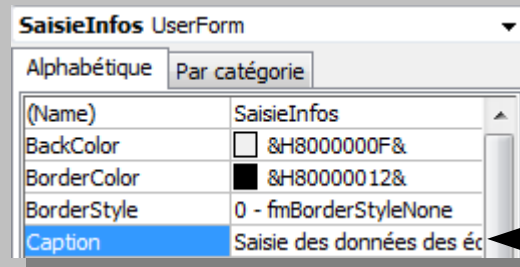 SaisieInfos UserForm
Alphabétique Par catégorie
(Name) SaisieInfos
BackColor &H8000000F&
BorderColor &H80000012&
BorderStyle 0 - fmBorderStyleNone
Caption Saisie des données des éc